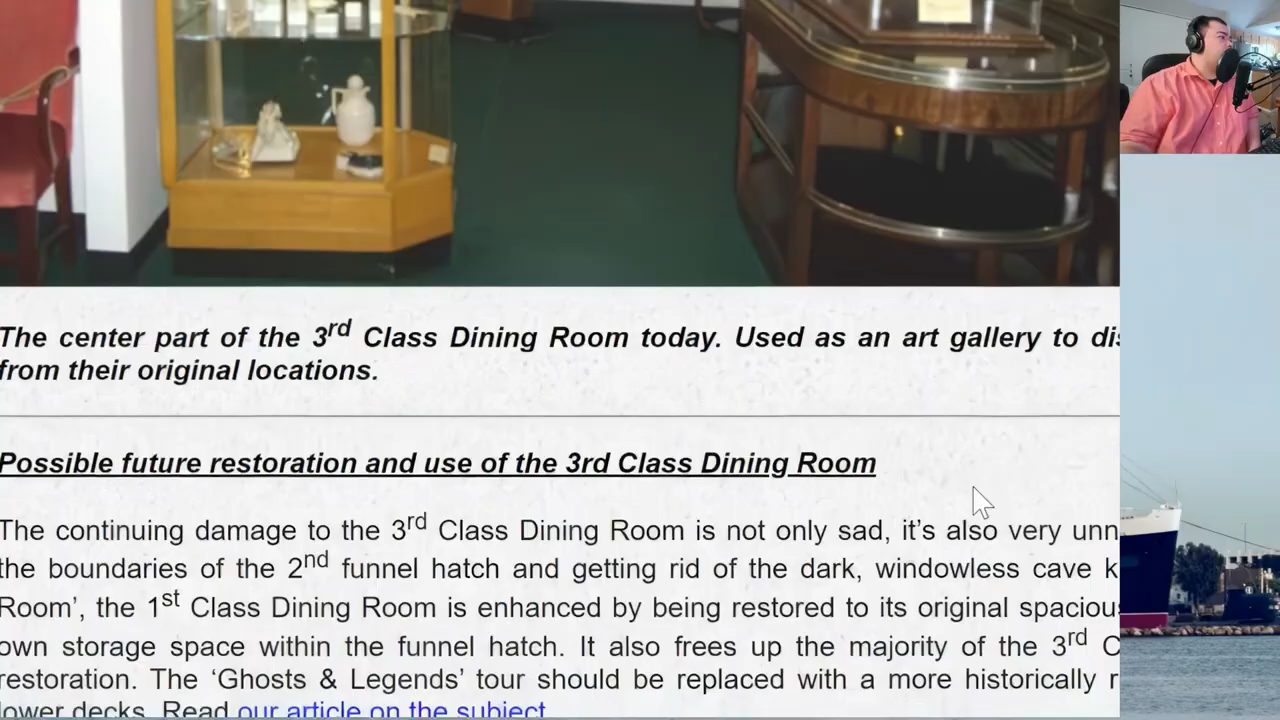 The center part of the 3rd Class Dining Room today. Used as an art gallery to
from their original locations.
Possible future restoration and use of the 3rd Class Dining Room
The continuing damage to the 3rd Class Dining Room is not only sad, it's also very
the boundaries of the 2nd funnel hatch and getting rid of the dark, windowless cave
Room', the 1st Class Dining Room is enhanced by being restored to its original
own storage space within the funnel hatch. It also frees up the majority of the 3rd
restoration. The 'Ghosts & Legends' tour should be replaced with a more historically
lower decks. Read our article on the subject